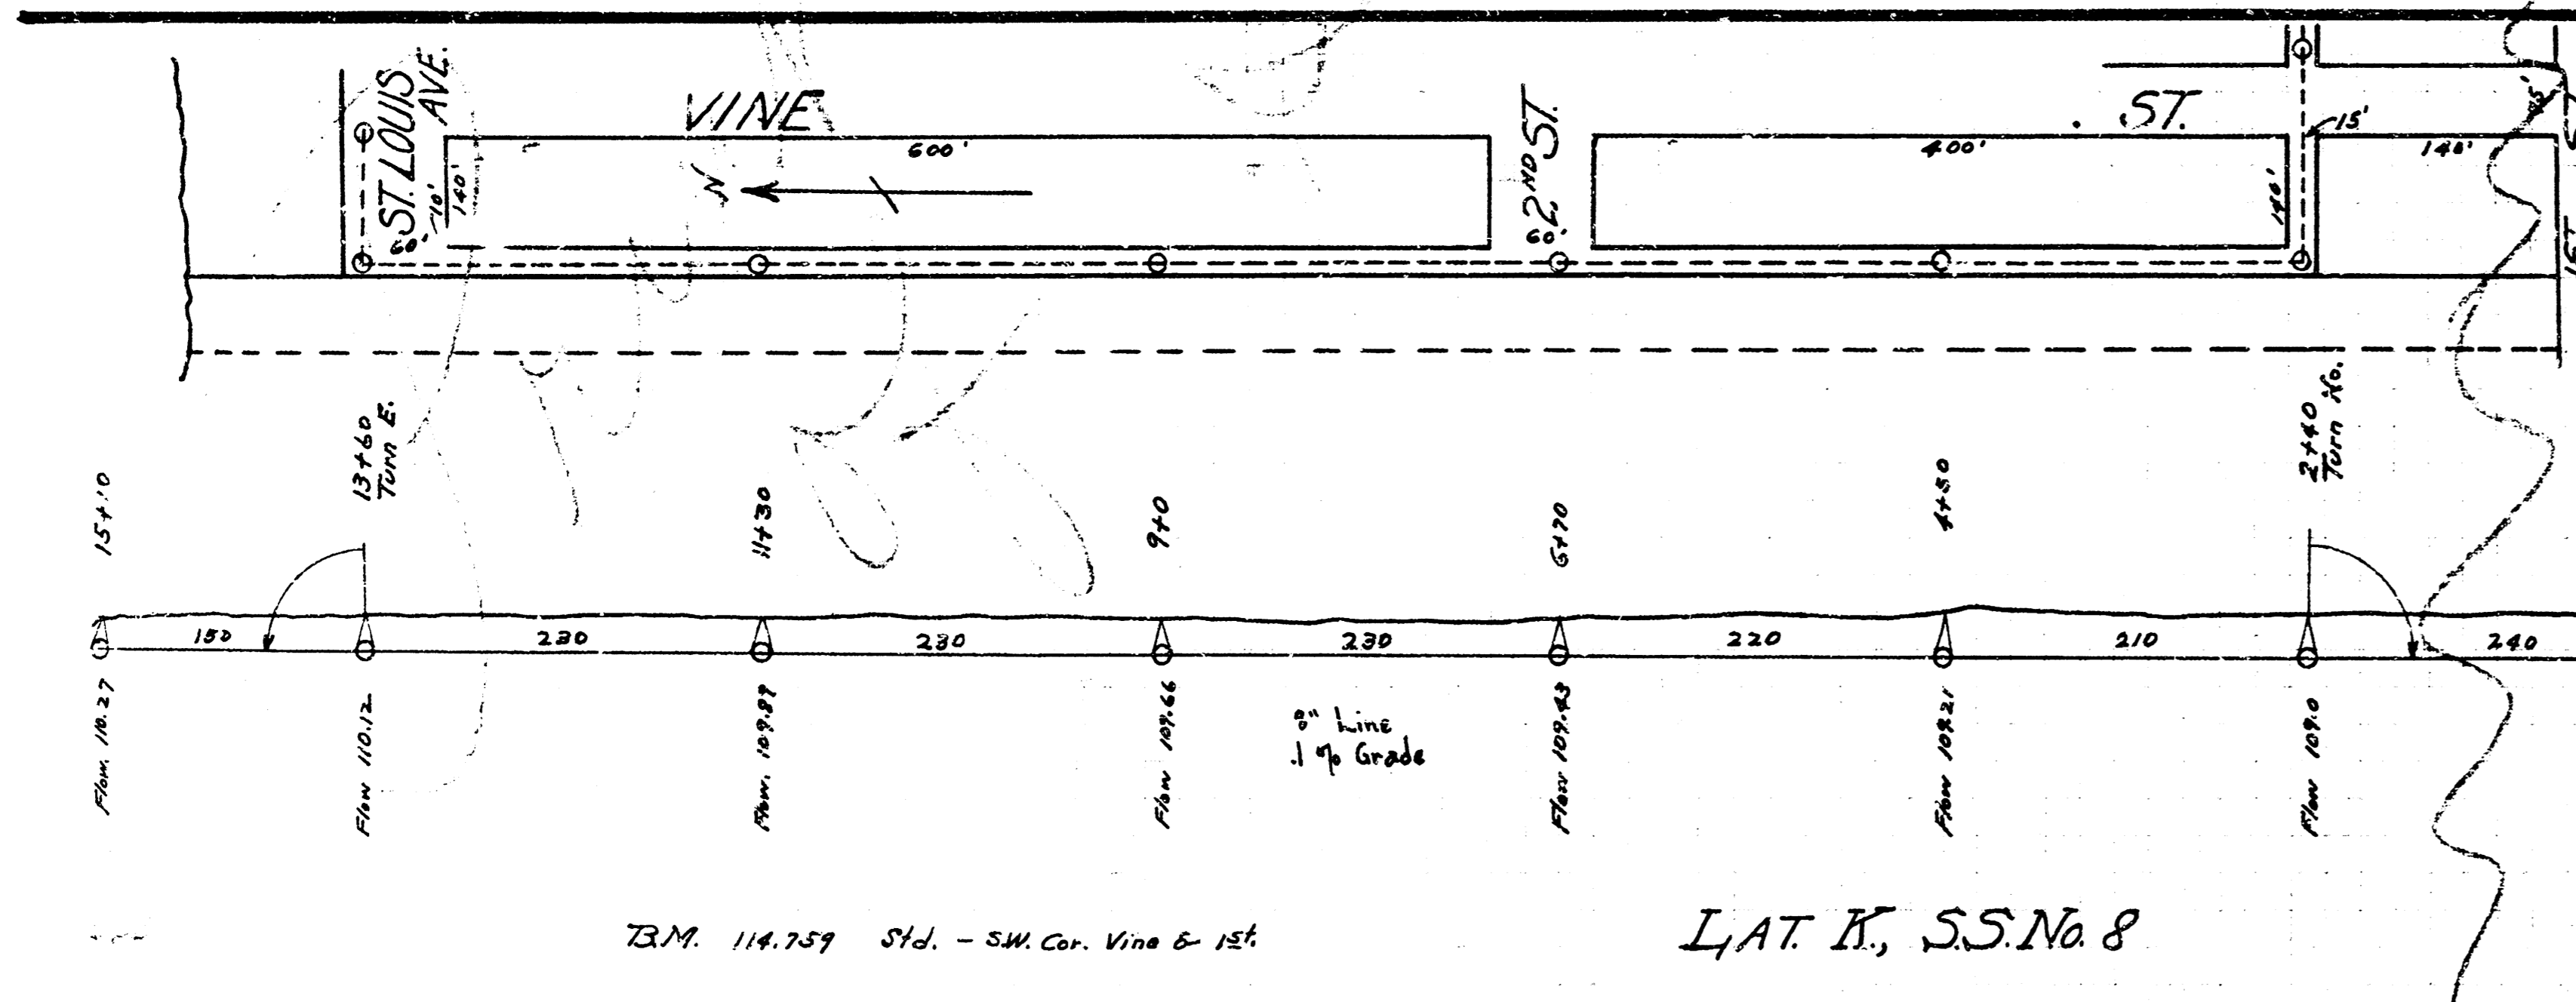 ST. LOUIS
AVE.
VINE
2ND ST.
ST.
15'
600'
400'
140'
N
10'
140'
60'
60'
140'
1ST
13+60
Turn E.
2+40
Turn No.
15+10
11+30
9+0
6+70
4+50
150
230
230
230
220
210
240
Flow. 110.27
Flow 110.12
Flow. 109.89
Flow 109.66
Flow 109.43
Flow 109.21
Flow 109.0
8" Line
.1 % Grade
B.M. 114.759 Std. - S.W. Cor. Vine & 1st.
LAT. K., S.S. No. 8